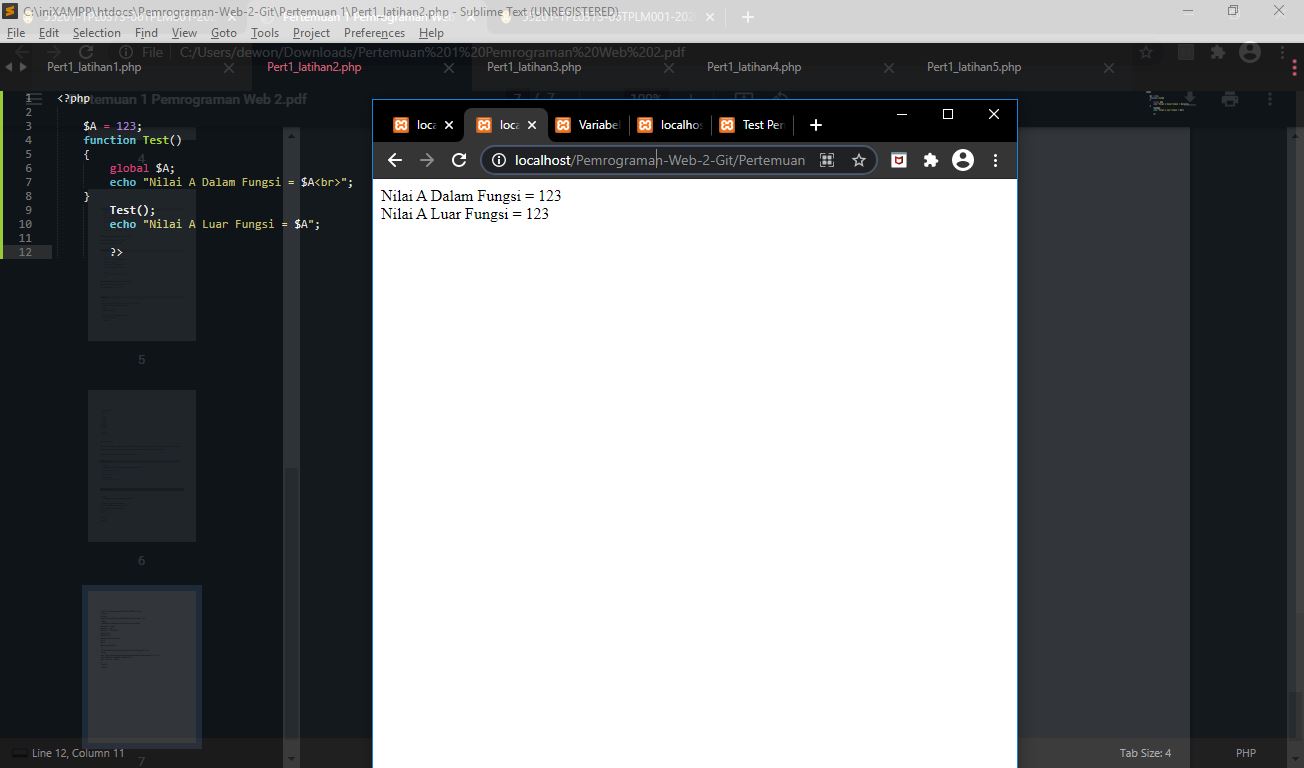 C:\iniXAMPP\htdocs\Pemrograman-Web-2-Git\Pertemuan 1\Pert1_latihan2.php - Sublime Text (UNREGISTERED)
File Edit Selection Find View Goto Tools Project Preferences Help
File C:/Users/dewon/Downloads/Pertemuan%201%20Pemrograman%20Web%202.pdf
Pert1_latihan1.php Pert1_latihan2.php Pert1_latihan3.php Pert1_latihan4.php Pert1_latihan5.php
Pertemuan 1 Pemrograman Web 2.pdf 7 / 7 100%
1 <?php
2
3 $A = 123;
4 function Test()
5 {
6 global $A;
7 echo "Nilai A Dalam Fungsi = $A<br>";
8 }
9 Test();
10 echo "Nilai A Luar Fungsi = $A";
11
12 ?>
4
5
6
7
loca loca Variabe localhos Test Per
localhost/Pemrograman-Web-2-Git/Pertemuan
Nilai A Dalam Fungsi = 123
Nilai A Luar Fungsi = 123
Line 12, Column 11 Tab Size: 4 PHP